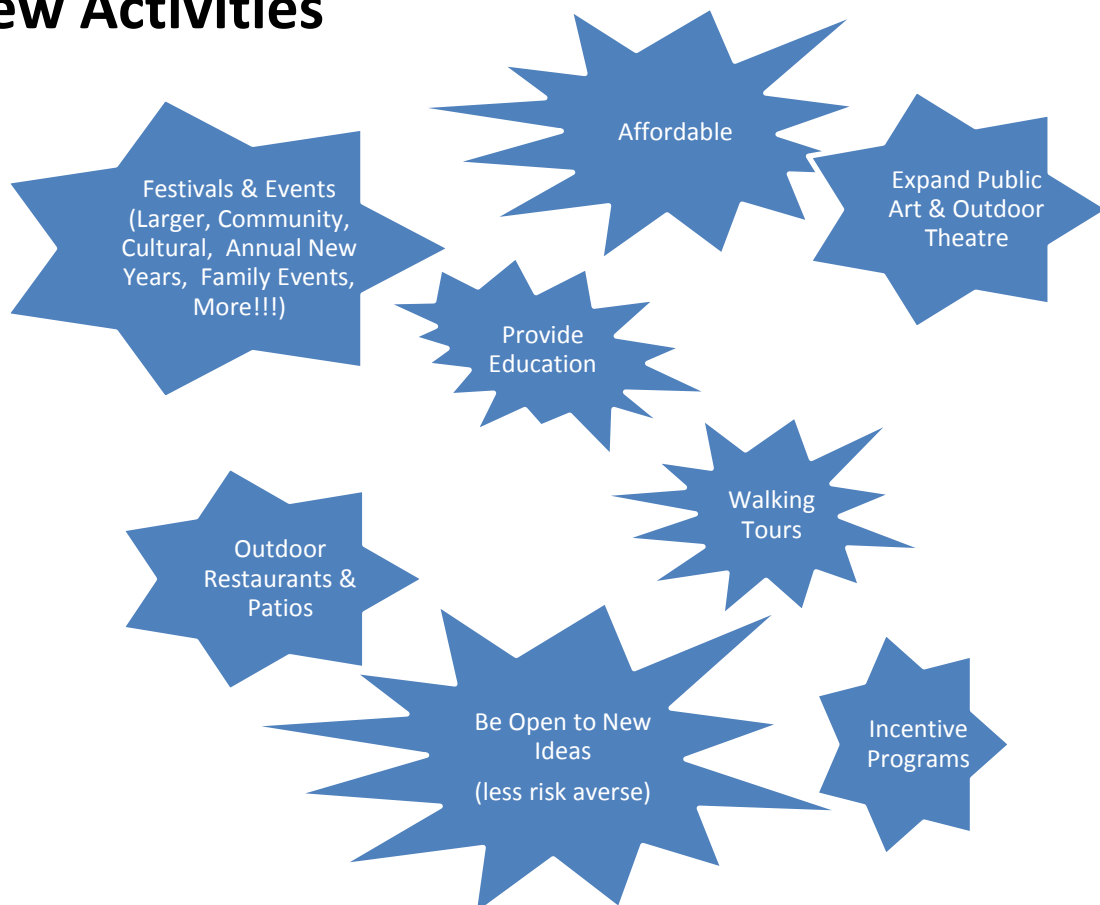 ew Activities
Affordable
Festivals & Events
(Larger, Community,
Cultural, Annual New
Years, Family Events,
More!!!)
Expand Public
Art & Outdoor
Theatre
Provide
Education
Walking
Tours
Outdoor
Restaurants &
Patios
Be Open to New
Ideas
(less risk averse)
Incentive
Programs